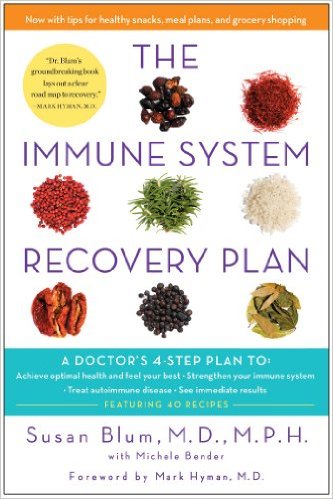 Now with tips for healthy snacks, meal plans, and grocery shopping
"Dr. Blum's
groundbreaking book
lays out a clear
road map to recovery."
—MARK HYMAN, M.D.
THE
IMMUNE SYSTEM
RECOVERY PLAN
A DOCTOR'S 4-STEP PLAN TO:
Achieve optimal health and feel your best • Strengthen your immune system
• Treat autoimmune disease • See immediate results
FEATURING 40 RECIPES
Susan Blum, M.D., M.P.H.
with Michele Bender
Foreword by Mark Hyman, M.D.